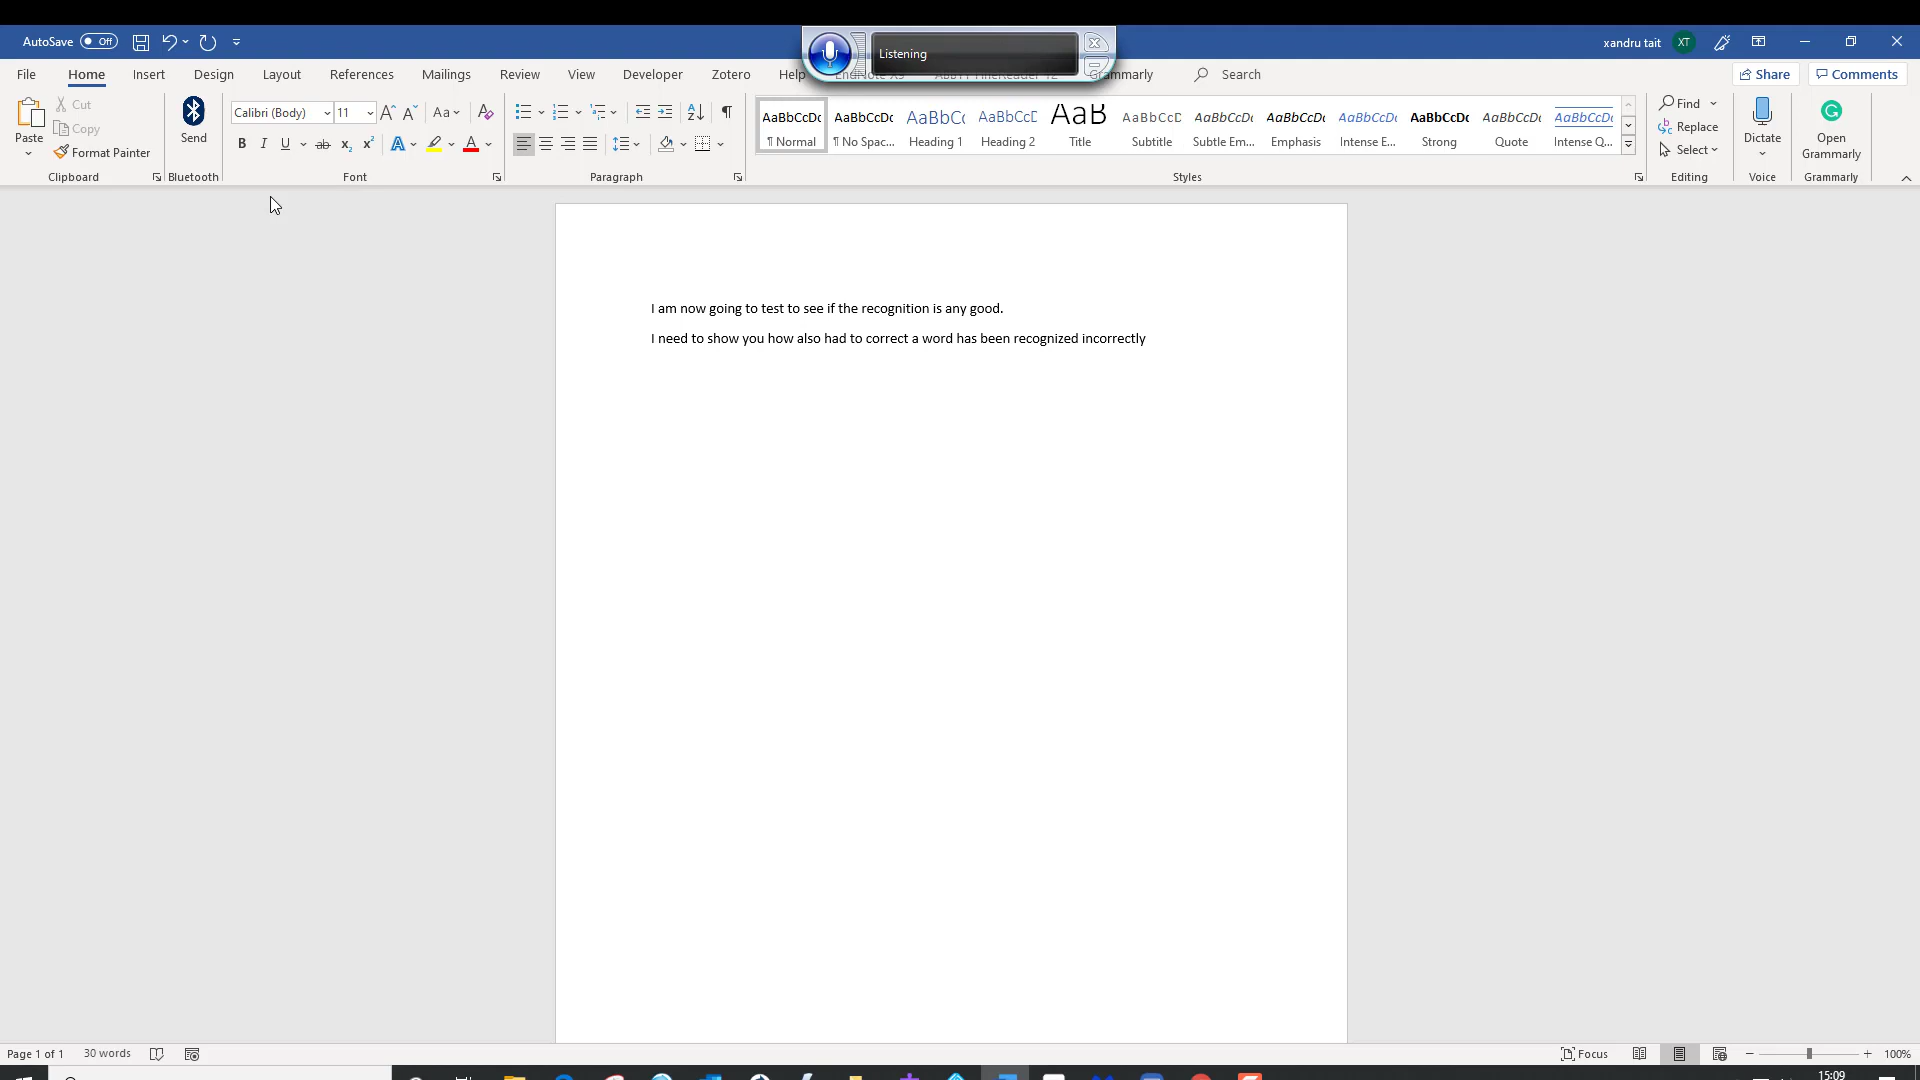 AutoSave Off
Listening
xandru tait XT
File Home Insert Design Layout References Mailings Review View Developer Zotero Help Grammarly Search Share Comments
Paste Cut Copy Format Painter Clipboard
Send Bluetooth
Calibri (Body) 11 Aa
B I U ab x₂ x² A A
Font
Paragraph
AaBbCcDc AaBbCcDc AaBbCc AaBbCcD AaB AaBbCcD AaBbCcDc AaBbCcDc AaBbCcDc AaBbCcDc AaBbCcDc AaBbCcDc
¶ Normal ¶ No Spac... Heading 1 Heading 2 Title Subtitle Subtle Em... Emphasis Intense E... Strong Quote Intense Q...
Styles
Find
Replace
Select
Editing
Dictate
Voice
Open
Grammarly
Grammarly
I am now going to test to see if the recognition is any good.
I need to show you how also had to correct a word has been recognized incorrectly
Page 1 of 1 30 words Focus 100%
15:09